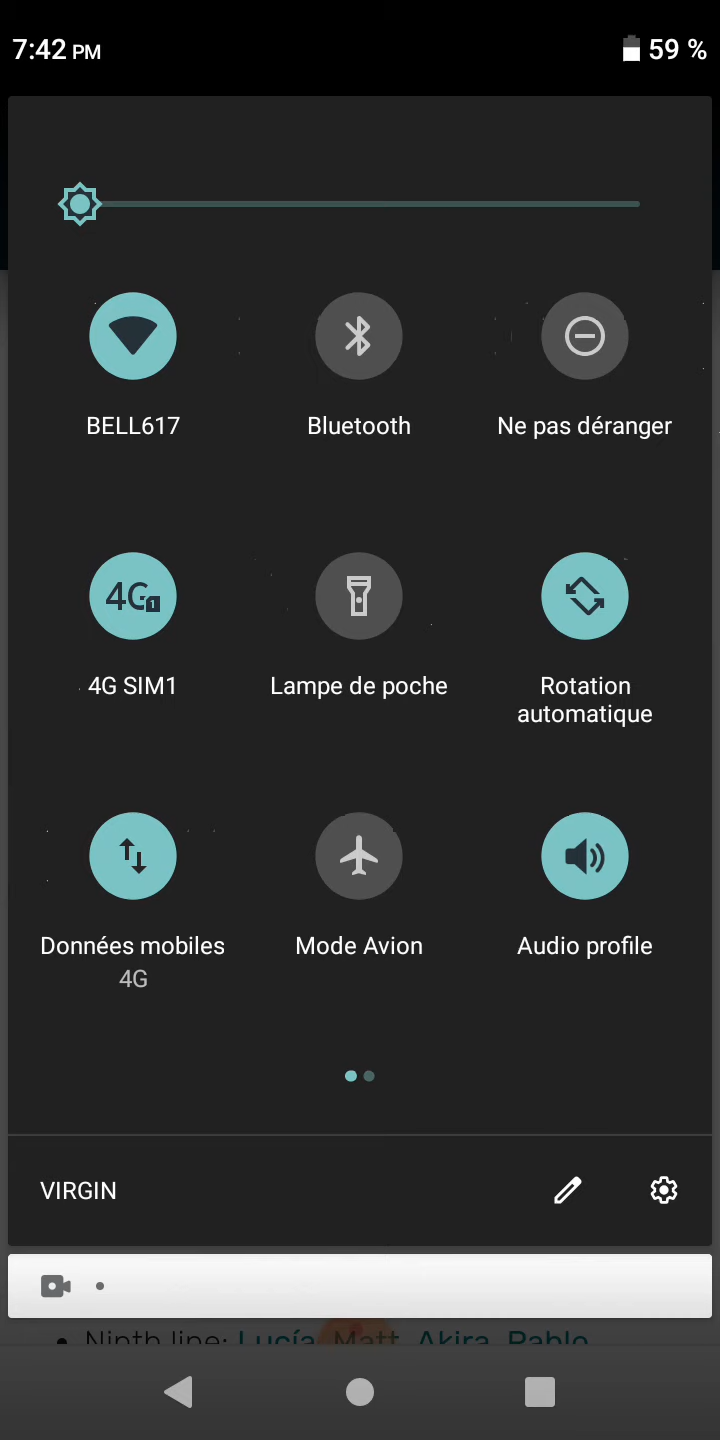 7:42 PM 59 %
BELL617 Bluetooth Ne pas déranger
4G1
4G SIM1 Lampe de poche Rotation
automatique
Données mobiles Mode Avion Audio profile
4G
VIRGIN
Ninth line: Lucía, Matt, Akira, Pablo